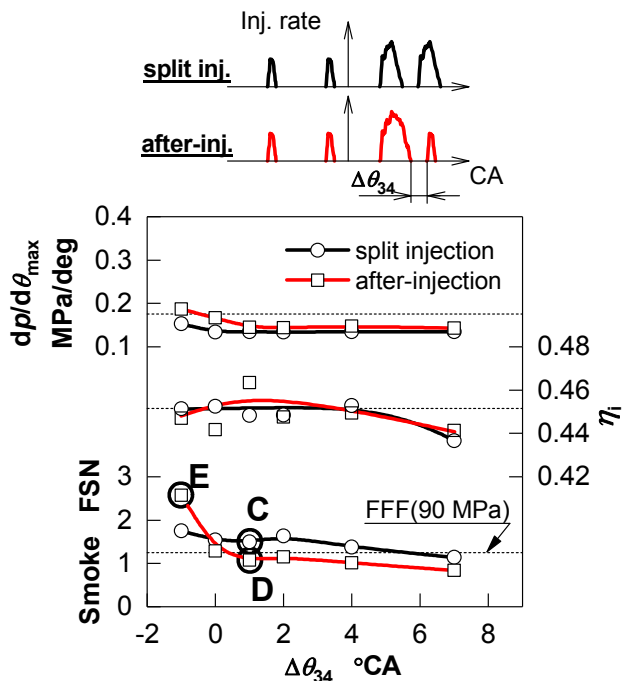 Inj. rate
split inj.
after-inj.
Δθ34
CA
split injection
after-injection
dp/dθmax
MPa/deg
0.4
0.3
0.2
0.1
0.48
0.46
0.44
0.42
ηi
Smoke FSN
3
2
1
0
E
C
D
FFF(90 MPa)
-2 0 2 4 6 8
Δθ34 °CA